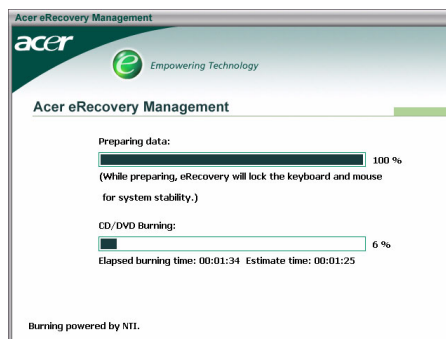 Acer eRecovery Management
acer
e Empowering Technology
Acer eRecovery Management
Preparing data:
100 %
(While preparing, eRecovery will lock the keyboard and mouse
for system stability.)
CD/DVD Burning:
6 %
Elapsed burning time: 00:01:34 Estimate time: 00:01:25
Burning powered by NTI.